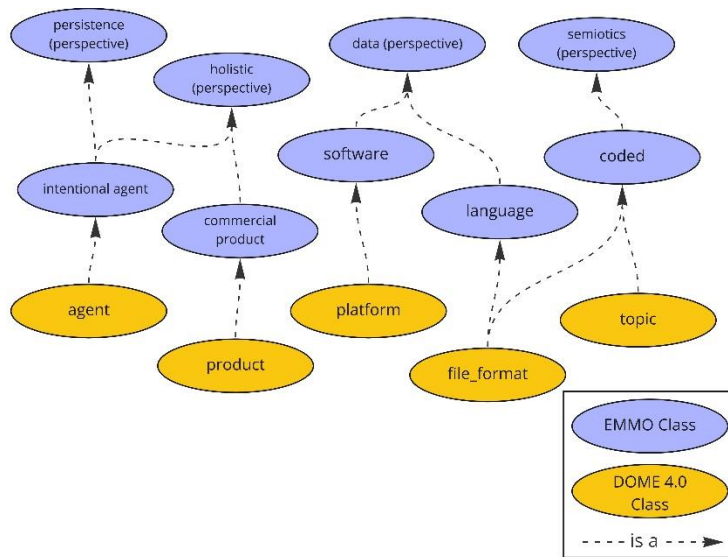 persistence
(perspective)
holistic
(perspective)
data (perspective)
semiotics
(perspective)
intentional agent
commercial
product
software
language
coded
agent
product
platform
file_format
topic
EMMO Class
DOME 4.0
Class
is a